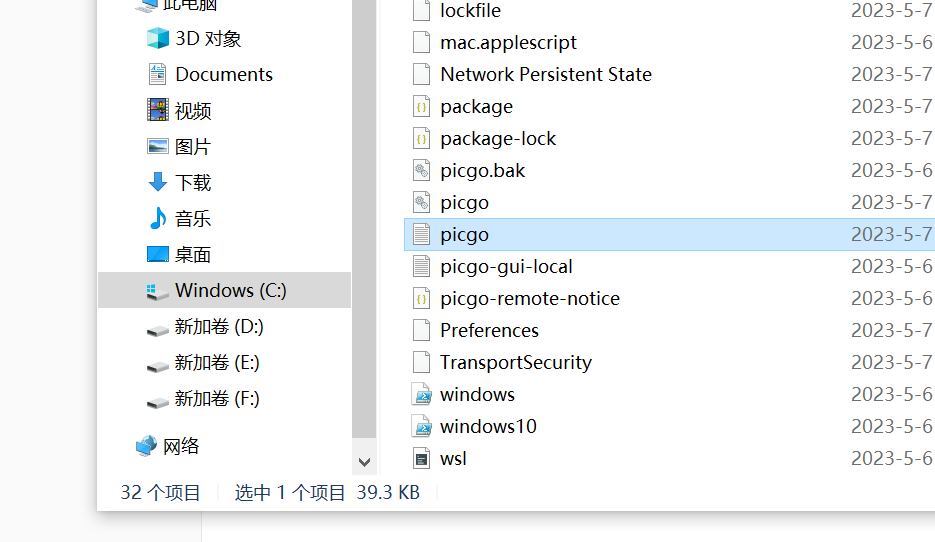 此电脑
3D 对象
Documents
视频
图片
下载
音乐
桌面
Windows (C:)
新加卷 (D:)
新加卷 (E:)
新加卷 (F:)
网络
lockfile 2023-5-7
mac.applescript 2023-5-6
Network Persistent State 2023-5-7
package 2023-5-7
package-lock 2023-5-7
picgo.bak 2023-5-6
picgo 2023-5-7
picgo 2023-5-7
picgo-gui-local 2023-5-6
picgo-remote-notice 2023-5-6
Preferences 2023-5-6
TransportSecurity 2023-5-7
windows 2023-5-6
windows10 2023-5-6
wsl 2023-5-6
32 个项目 选中 1 个项目 39.3 KB